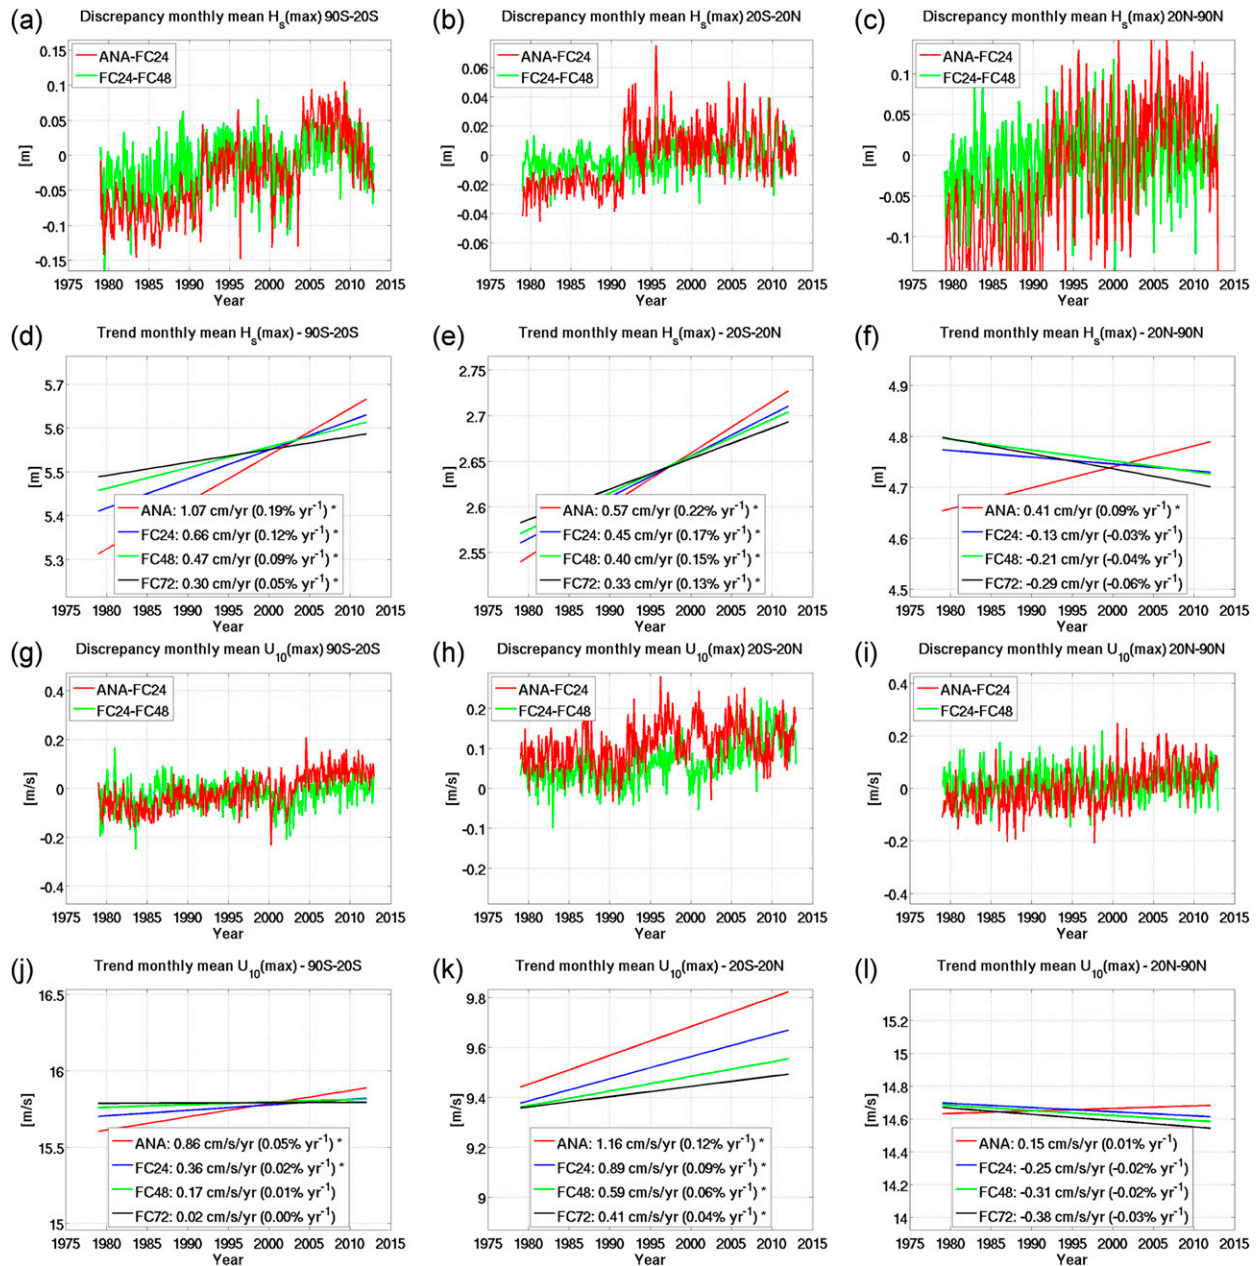 (a) Discrepancy monthly mean Hs(max) 90S-20S
[m]
0.15
0.1
0.05
0
-0.05
-0.1
-0.15
ANA-FC24
FC24-FC48
1975 1980 1985 1990 1995 2000 2005 2010 2015
Year
(b) Discrepancy monthly mean Hs(max) 20S-20N
[m]
0.06
0.04
0.02
0
-0.02
-0.04
-0.06
ANA-FC24
FC24-FC48
1975 1980 1985 1990 1995 2000 2005 2010 2015
Year
(c) Discrepancy monthly mean Hs(max) 20N-90N
[m]
0.1
0.05
0
-0.05
-0.1
ANA-FC24
FC24-FC48
1975 1980 1985 1990 1995 2000 2005 2010 2015
Year
(d) Trend monthly mean Hs(max) - 90S-20S
[m]
5.7
5.6
5.5
5.4
5.3
ANA: 1.07 cm/yr (0.19% yr-1) *
FC24: 0.66 cm/yr (0.12% yr-1) *
FC48: 0.47 cm/yr (0.09% yr-1) *
FC72: 0.30 cm/yr (0.05% yr-1) *
1975 1980 1985 1990 1995 2000 2005 2010 2015
Year
(e) Trend monthly mean Hs(max) - 20S-20N
[m]
2.75
2.7
2.65
2.6
2.55
ANA: 0.57 cm/yr (0.22% yr-1) *
FC24: 0.45 cm/yr (0.17% yr-1) *
FC48: 0.40 cm/yr (0.15% yr-1) *
FC72: 0.33 cm/yr (0.13% yr-1) *
1975 1980 1985 1990 1995 2000 2005 2010 2015
Year
(f) Trend monthly mean Hs(max) - 20N-90N
[m]
4.9
4.8
4.7
4.6
4.5
ANA: 0.41 cm/yr (0.09% yr-1) *
FC24: -0.13 cm/yr (-0.03% yr-1)
FC48: -0.21 cm/yr (-0.04% yr-1)
FC72: -0.29 cm/yr (-0.06% yr-1)
1975 1980 1985 1990 1995 2000 2005 2010 2015
Year
(g) Discrepancy monthly mean U10(max) 90S-20S
[m/s]
0.4
0.2
0
-0.2
-0.4
ANA-FC24
FC24-FC48
1975 1980 1985 1990 1995 2000 2005 2010 2015
Year
(h) Discrepancy monthly mean U10(max) 20S-20N
[m/s]
0.2
0.1
0
-0.1
-0.2
ANA-FC24
FC24-FC48
1975 1980 1985 1990 1995 2000 2005 2010 2015
Year
(i) Discrepancy monthly mean U10(max) 20N-90N
[m/s]
0.4
0.2
0
-0.2
-0.4
ANA-FC24
FC24-FC48
1975 1980 1985 1990 1995 2000 2005 2010 2015
Year
(j) Trend monthly mean U10(max) - 90S-20S
[m/s]
16.5
16
15.5
15
ANA: 0.86 cm/s/yr (0.05% yr-1) *
FC24: 0.36 cm/s/yr (0.02% yr-1) *
FC48: 0.17 cm/s/yr (0.01% yr-1)
FC72: 0.02 cm/s/yr (0.00% yr-1)
1975 1980 1985 1990 1995 2000 2005 2010 2015
Year
(k) Trend monthly mean U10(max) - 20S-20N
[m/s]
9.8
9.6
9.4
9.2
9
ANA: 1.16 cm/s/yr (0.12% yr-1) *
FC24: 0.89 cm/s/yr (0.09% yr-1) *
FC48: 0.59 cm/s/yr (0.06% yr-1) *
FC72: 0.41 cm/s/yr (0.04% yr-1) *
1975 1980 1985 1990 1995 2000 2005 2010 2015
Year
(l) Trend monthly mean U10(max) - 20N-90N
[m/s]
15.2
15
14.8
14.6
14.4
14.2
14
ANA: 0.15 cm/s/yr (0.01% yr-1)
FC24: -0.25 cm/s/yr (-0.02% yr-1)
FC48: -0.31 cm/s/yr (-0.02% yr-1)
FC72: -0.38 cm/s/yr (-0.03% yr-1)
1975 1980 1985 1990 1995 2000 2005 2010 2015
Year